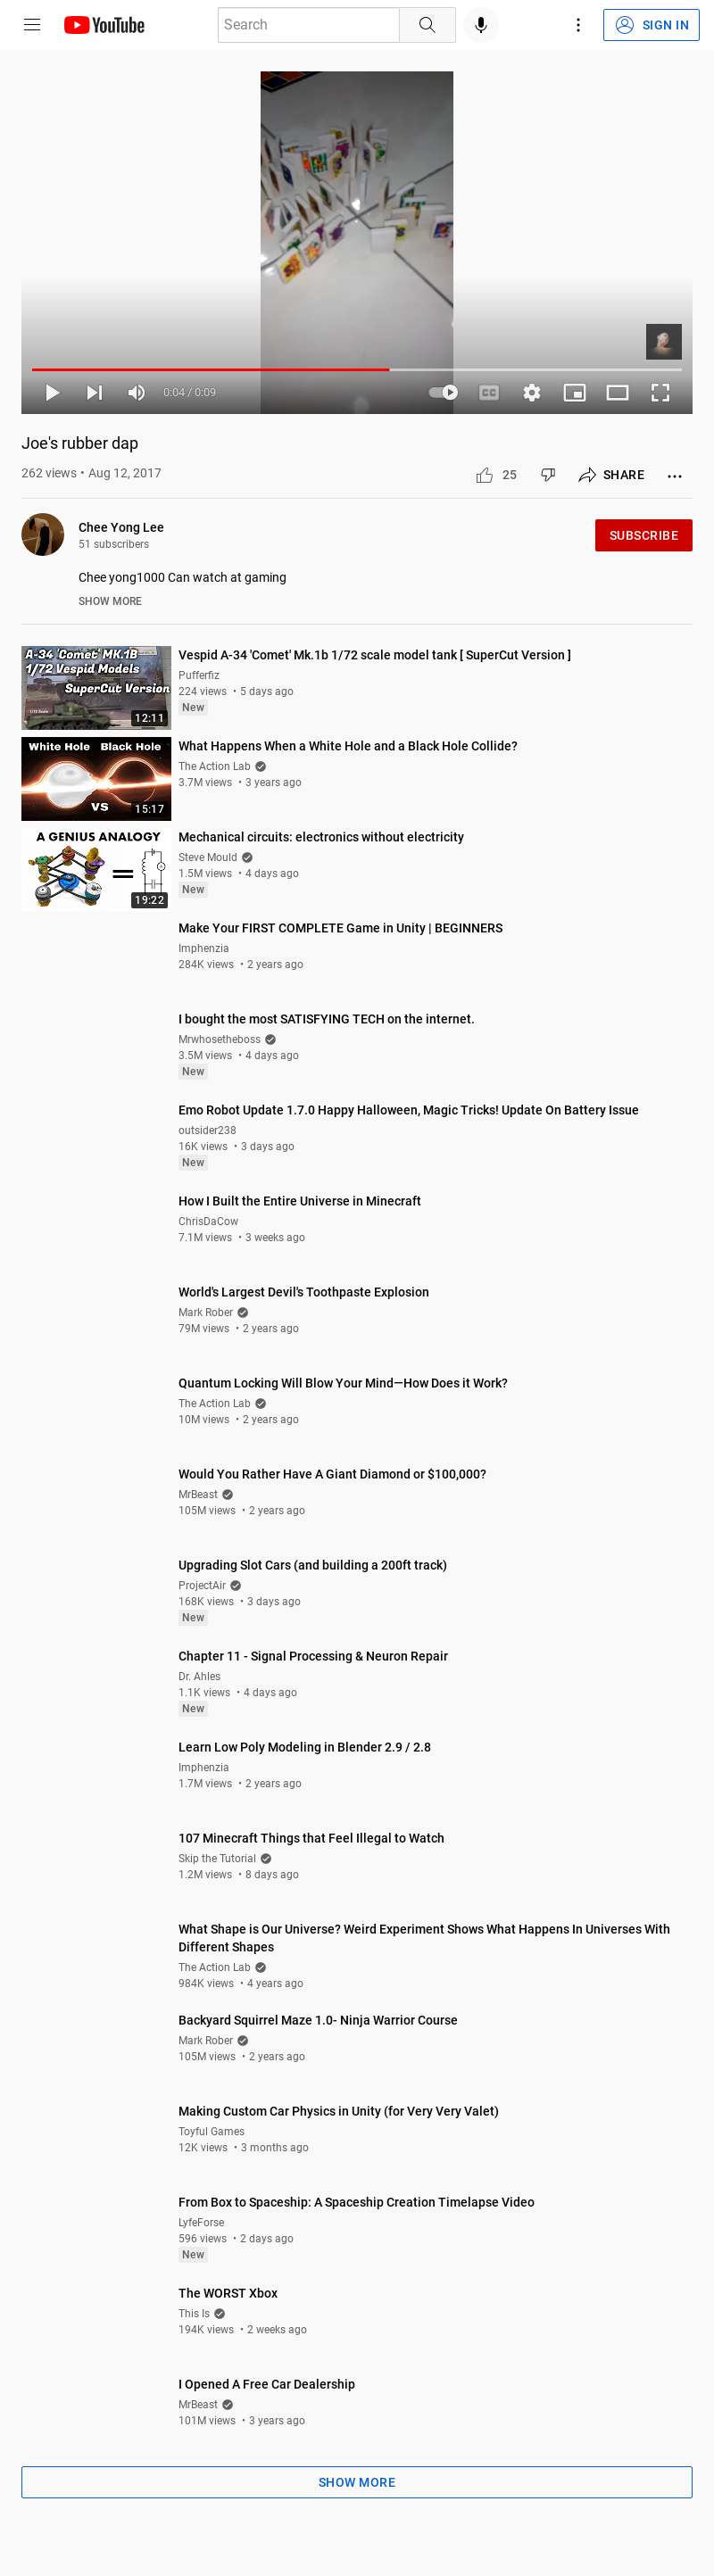 YouTube
Search
SIGN IN
0:04 / 0:09
CC
Joe's rubber dap
262 views • Aug 12, 2017
25
SHARE
Chee Yong Lee
51 subscribers
SUBSCRIBE
Chee yong1000 Can watch at gaming
SHOW MORE
A-34 'Comet' MK.1B
1/72 Vespid Models
SuperCut Version
12:11
Vespid A-34 'Comet' Mk.1b 1/72 scale model tank [ SuperCut Version ]
Pufferfiz
224 views • 5 days ago
New
White Hole Black Hole
VS
15:17
What Happens When a White Hole and a Black Hole Collide?
The Action Lab
3.7M views • 3 years ago
A GENIUS ANALOGY
=
19:22
Mechanical circuits: electronics without electricity
Steve Mould
1.5M views • 4 days ago
New
Make Your FIRST COMPLETE Game in Unity | BEGINNERS
Imphenzia
284K views • 2 years ago
I bought the most SATISFYING TECH on the internet.
Mrwhosetheboss
3.5M views • 4 days ago
New
Emo Robot Update 1.7.0 Happy Halloween, Magic Tricks! Update On Battery Issue
outsider238
16K views • 3 days ago
New
How I Built the Entire Universe in Minecraft
ChrisDaCow
7.1M views • 3 weeks ago
World's Largest Devil's Toothpaste Explosion
Mark Rober
79M views • 2 years ago
Quantum Locking Will Blow Your Mind—How Does it Work?
The Action Lab
10M views • 2 years ago
Would You Rather Have A Giant Diamond or $100,000?
MrBeast
105M views • 2 years ago
Upgrading Slot Cars (and building a 200ft track)
ProjectAir
168K views • 3 days ago
New
Chapter 11 - Signal Processing & Neuron Repair
Dr. Ahles
1.1K views • 4 days ago
New
Learn Low Poly Modeling in Blender 2.9 / 2.8
Imphenzia
1.7M views • 2 years ago
107 Minecraft Things that Feel Illegal to Watch
Skip the Tutorial
1.2M views • 8 days ago
What Shape is Our Universe? Weird Experiment Shows What Happens In Universes With
Different Shapes
The Action Lab
984K views • 4 years ago
Backyard Squirrel Maze 1.0- Ninja Warrior Course
Mark Rober
105M views • 2 years ago
Making Custom Car Physics in Unity (for Very Very Valet)
Toyful Games
12K views • 3 months ago
From Box to Spaceship: A Spaceship Creation Timelapse Video
LyfeForse
596 views • 2 days ago
New
The WORST Xbox
This Is
194K views • 2 weeks ago
I Opened A Free Car Dealership
MrBeast
101M views • 3 years ago
SHOW MORE